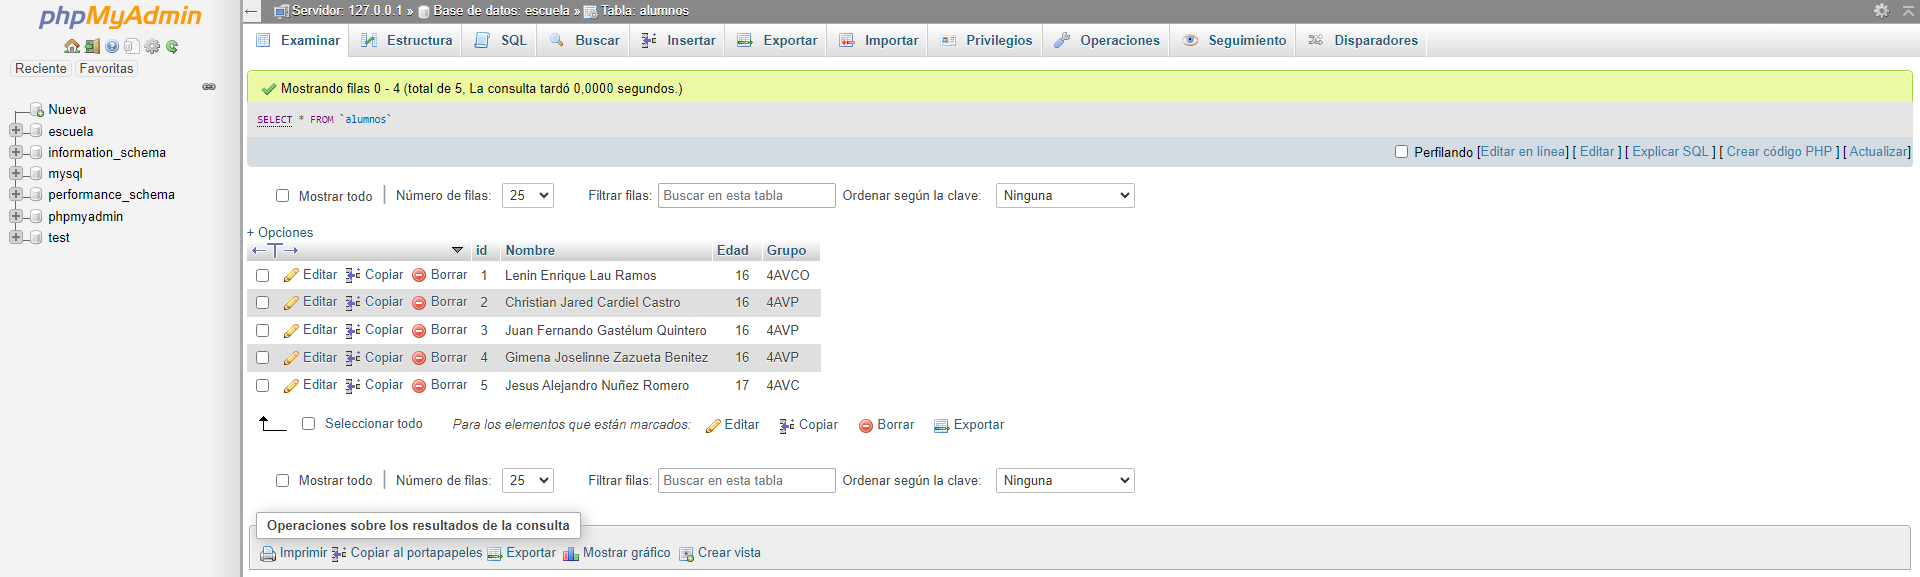 phpMyAdmin
Reciente Favoritas
Nueva
escuela
information_schema
mysql
performance_schema
phpmyadmin
test
Servidor: 127.0.0.1 » Base de datos: escuela » Tabla: alumnos
Examinar Estructura SQL Buscar Insertar Exportar Importar Privilegios Operaciones Seguimiento Disparadores
Mostrando filas 0 - 4 (total de 5, La consulta tardó 0,0000 segundos.)
SELECT * FROM `alumnos`
Perfilando [Editar en línea] [ Editar ] [ Explicar SQL ] [ Crear código PHP ] [ Actualizar]
Mostrar todo Número de filas: 25 Filtrar filas: Buscar en esta tabla Ordenar según la clave: Ninguna
+ Opciones
←T→ id Nombre Edad Grupo
Editar Copiar Borrar 1 Lenin Enrique Lau Ramos 16 4AVCO
Editar Copiar Borrar 2 Christian Jared Cardiel Castro 16 4AVP
Editar Copiar Borrar 3 Juan Fernando Gastélum Quintero 16 4AVP
Editar Copiar Borrar 4 Gimena Joselinne Zazueta Benitez 16 4AVP
Editar Copiar Borrar 5 Jesus Alejandro Nuñez Romero 17 4AVC
Seleccionar todo Para los elementos que están marcados: Editar Copiar Borrar Exportar
Mostrar todo Número de filas: 25 Filtrar filas: Buscar en esta tabla Ordenar según la clave: Ninguna
Operaciones sobre los resultados de la consulta
Imprimir Copiar al portapapeles Exportar Mostrar gráfico Crear vista